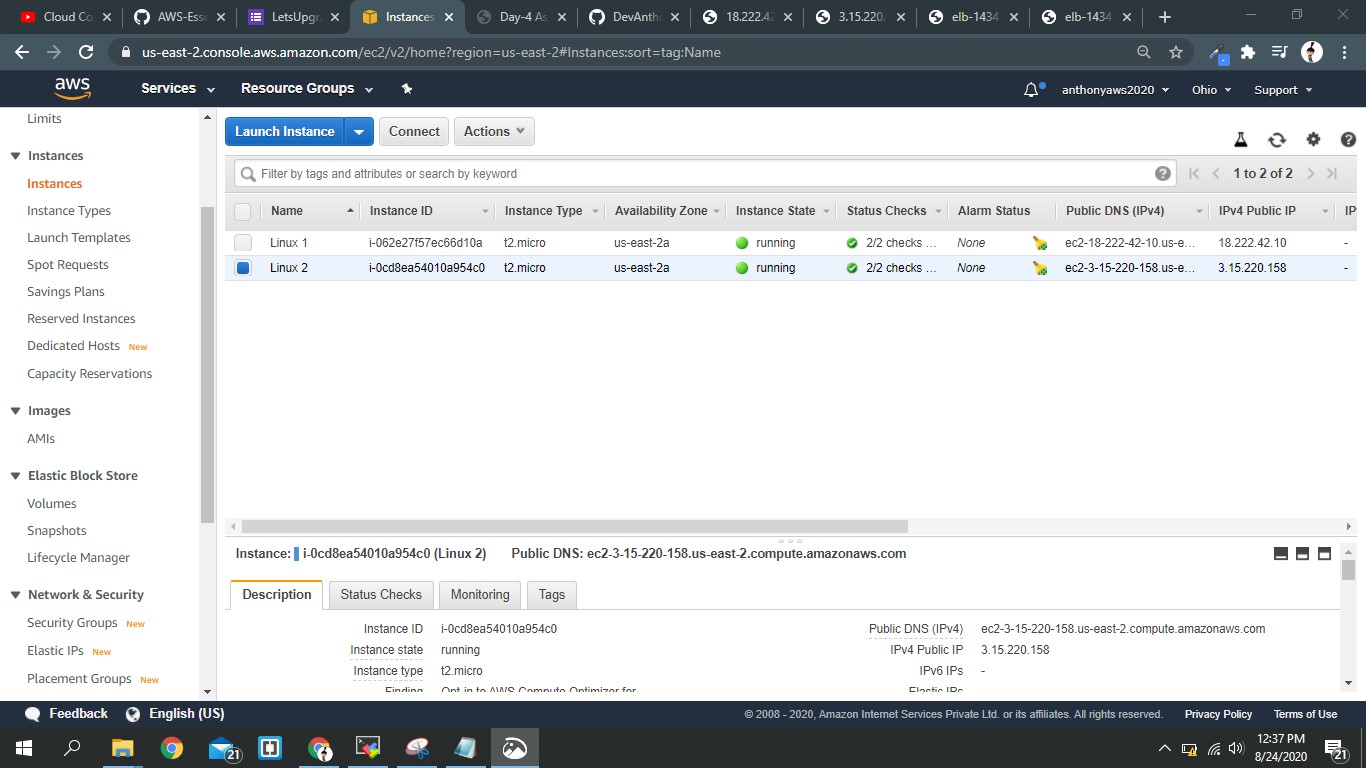 Cloud Co
AWS-Esse
LetsUpgra
Instances
Day-4 As
DevAntho
18.222.42
3.15.220.
elb-1434
elb-1434
us-east-2.console.aws.amazon.com/ec2/v2/home?region=us-east-2#Instances:sort=tag:Name
aws
Services
Resource Groups
anthonyaws2020
Ohio
Support
Limits
Instances
Instances
Instance Types
Launch Templates
Spot Requests
Savings Plans
Reserved Instances
Dedicated Hosts New
Capacity Reservations
Images
AMIs
Elastic Block Store
Volumes
Snapshots
Lifecycle Manager
Network & Security
Security Groups New
Elastic IPs New
Placement Groups New
Launch Instance
Connect
Actions
Filter by tags and attributes or search by keyword
1 to 2 of 2
Name Instance ID Instance Type Availability Zone Instance State Status Checks Alarm Status Public DNS (IPv4) IPv4 Public IP IP
Linux 1 i-062e27f57ec66d10a t2.micro us-east-2a running 2/2 checks ... None ec2-18-222-42-10.us-e... 18.222.42.10 -
Linux 2 i-0cd8ea54010a954c0 t2.micro us-east-2a running 2/2 checks ... None ec2-3-15-220-158.us-e... 3.15.220.158 -
Instance: i-0cd8ea54010a954c0 (Linux 2) Public DNS: ec2-3-15-220-158.us-east-2.compute.amazonaws.com
Description
Status Checks
Monitoring
Tags
Instance ID i-0cd8ea54010a954c0 Public DNS (IPv4) ec2-3-15-220-158.us-east-2.compute.amazonaws.com
Instance state running IPv4 Public IP 3.15.220.158
Instance type t2.micro IPv6 IPs -
Finding Opt-in to AWS Compute Optimizer for Elastic IPs
Feedback
English (US)
© 2008 - 2020, Amazon Internet Services Private Ltd. or its affiliates. All rights reserved.
Privacy Policy
Terms of Use
21
12:37 PM
8/24/2020
21